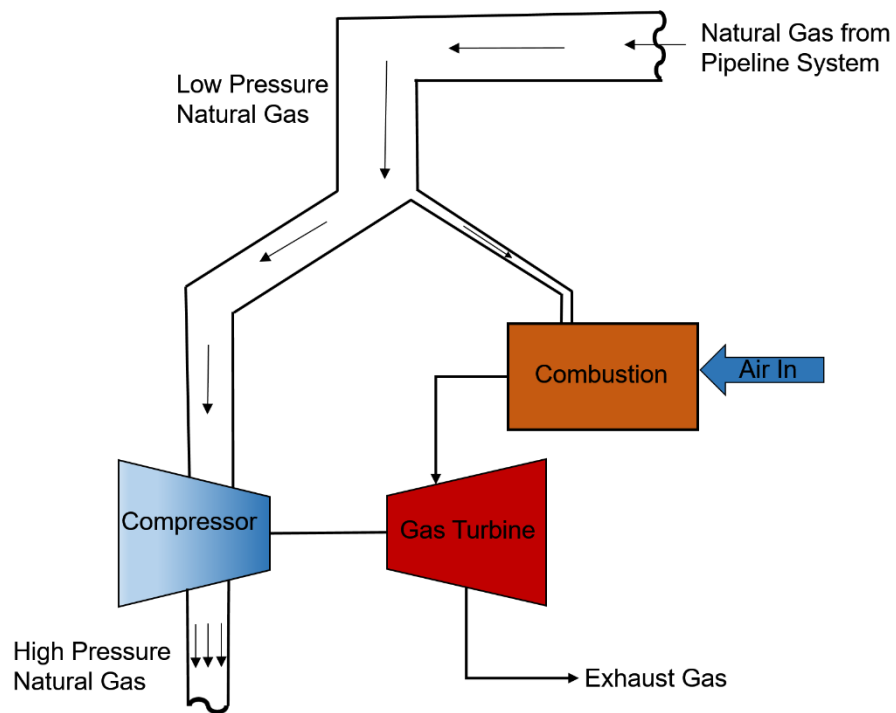 Natural Gas from
Pipeline System
Low Pressure
Natural Gas
Combustion
Air In
Compressor
Gas Turbine
High Pressure
Natural Gas
Exhaust Gas